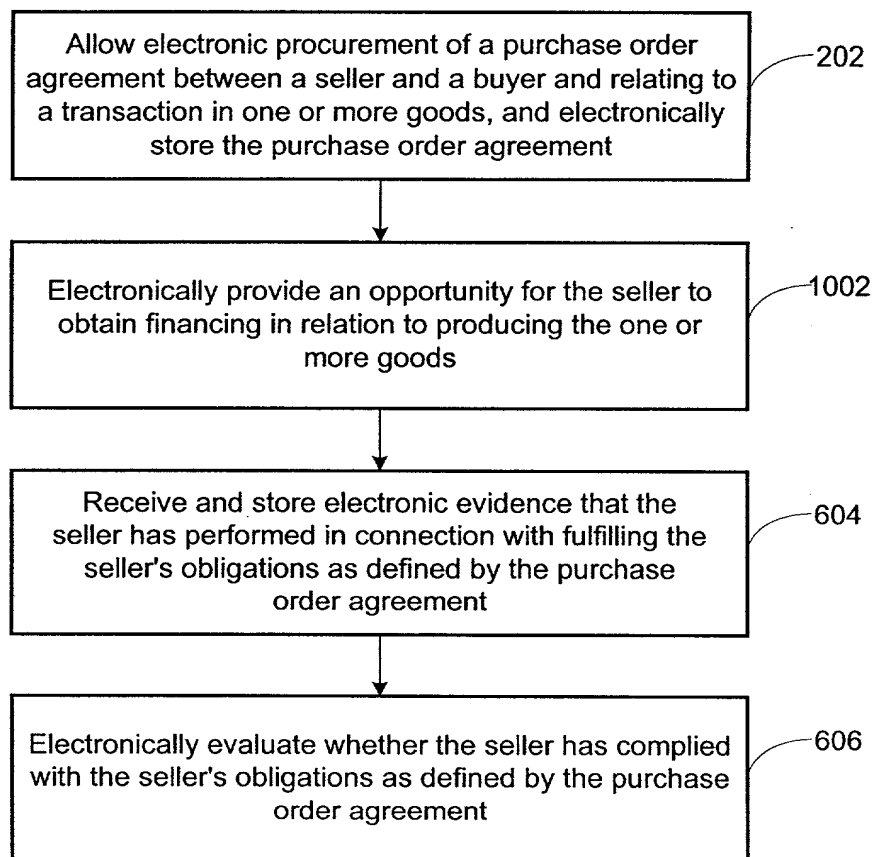 Allow electronic procurement of a purchase order
agreement between a seller and a buyer and relating to
a transaction in one or more goods, and electronically
store the purchase order agreement
202
Electronically provide an opportunity for the seller to
obtain financing in relation to producing the one or
more goods
1002
Receive and store electronic evidence that the
seller has performed in connection with fulfilling the
seller's obligations as defined by the purchase
order agreement
604
Electronically evaluate whether the seller has complied
with the seller's obligations as defined by the purchase
order agreement
606